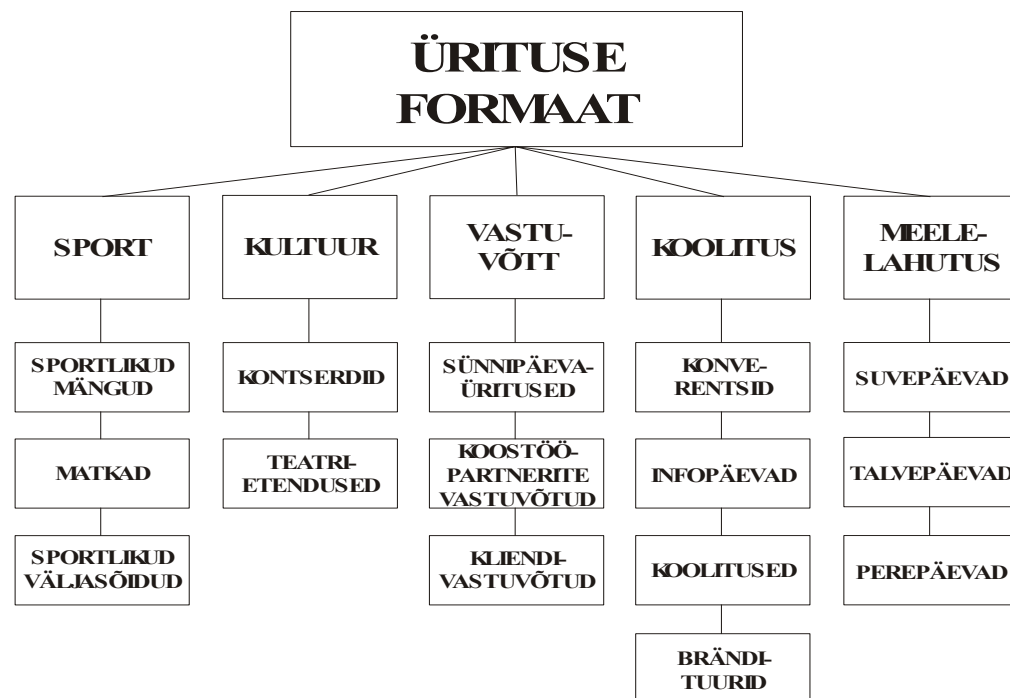 ÜRITUSE
FORMAAT
SPORT
KULTUUR
VASTU-
VÕTT
KOOLITUS
MEELE-
LAHUTUS
SPORTLIKUD
MÄNGUD
KONTSERDID
SÜNNIPÄEVA-
ÜRITUSED
KONVE-
RENTSID
SUVEPÄEVAD
MATKAD
TEATRI-
ETENDUSED
KOOSTÖÖ-
PARTNERITE
VASTUVÕTUD
INFOPÄEVAD
TALVEPÄEVAD
SPORTLIKUD
VÄLJASÕIDUD
KLIENDI-
VASTUVÕTUD
KOOLITUSED
PEREPÄEVAD
BRÄNDI-
TUURID